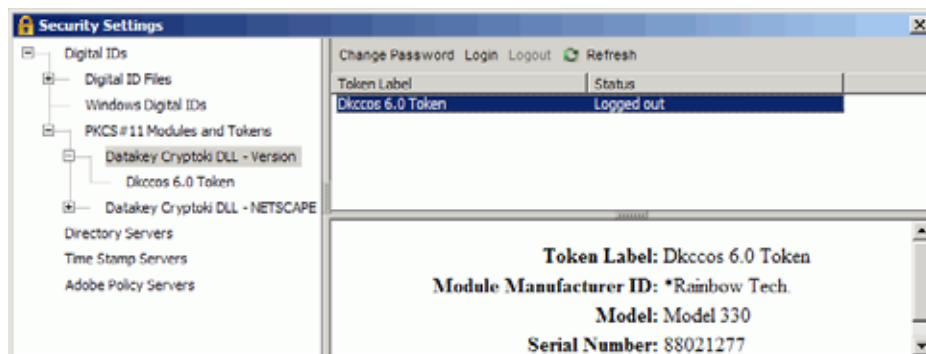 Security Settings
Digital IDs
Digital ID Files
Windows Digital IDs
PKCS#11 Modules and Tokens
Datakey Cryptoki DLL - Version
Dkccos 6.0 Token
Datakey Cryptoki DLL - NETSCAPE
Directory Servers
Time Stamp Servers
Adobe Policy Servers
Change Password Login Logout Refresh
Token Label Status
Dkccos 6.0 Token Logged out
Token Label: Dkccos 6.0 Token
Module Manufacturer ID: *Rainbow Tech.
Model: Model 330
Serial Number: 88021277